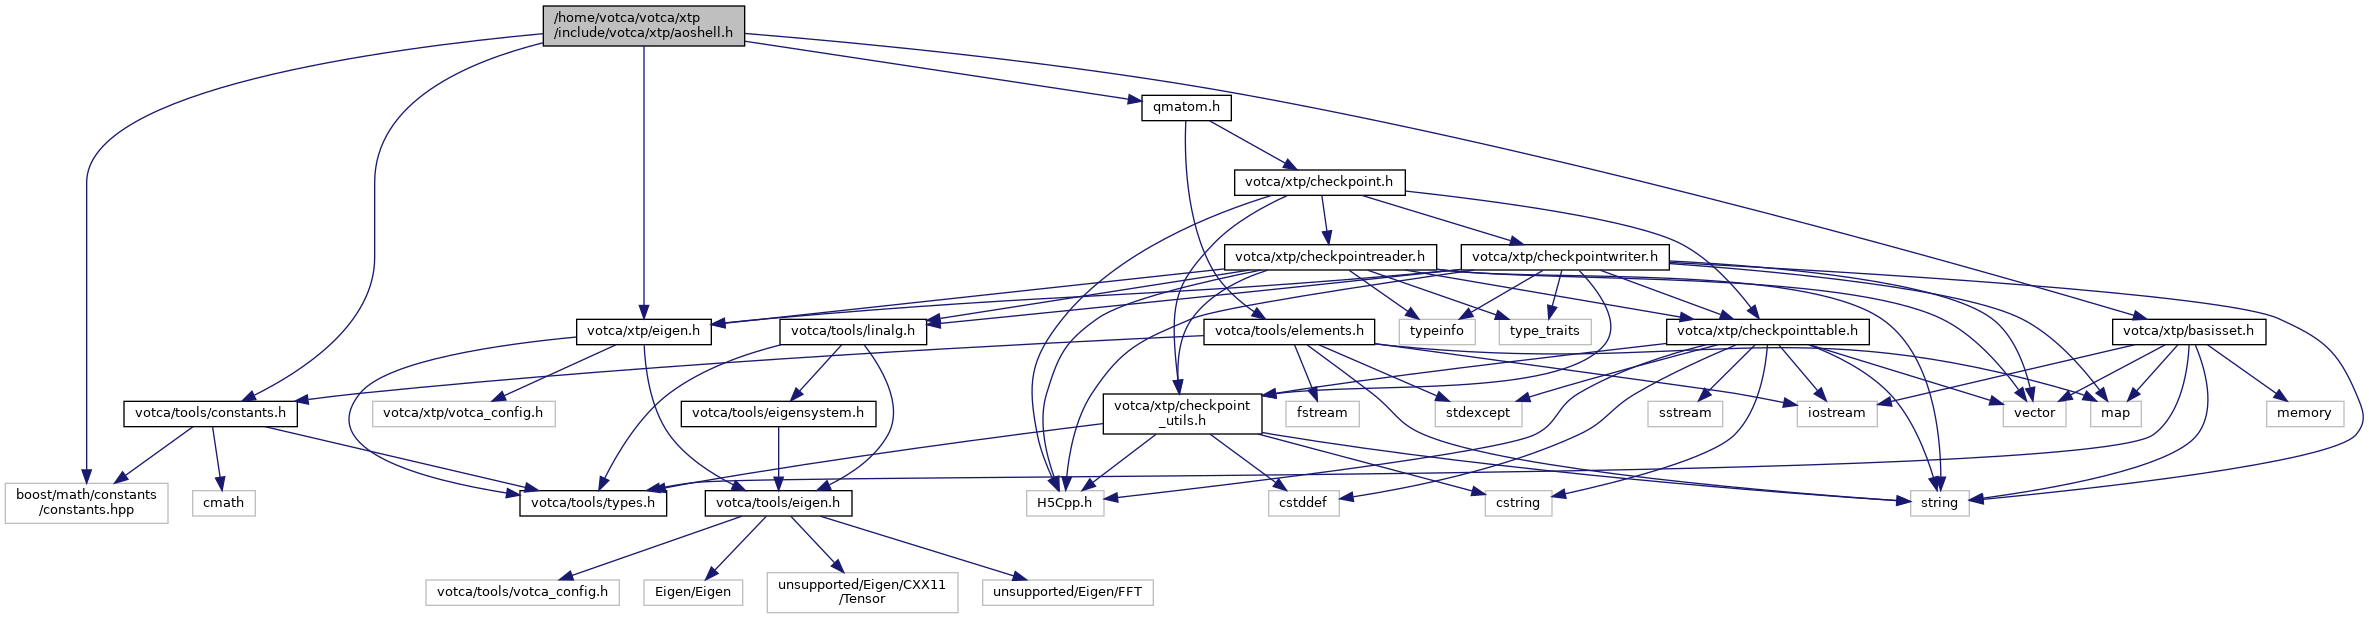 /home/votca/votca/xtp
/include/votca/xtp/aoshell.h
qmatom.h
votca/xtp/checkpoint.h
votca/xtp/checkpointreader.h
votca/xtp/checkpointwriter.h
votca/xtp/eigen.h
votca/tools/linalg.h
votca/tools/elements.h
typeinfo
type_traits
votca/xtp/checkpointtable.h
votca/xtp/basisset.h
votca/tools/constants.h
votca/xtp/votca_config.h
votca/tools/eigensystem.h
votca/xtp/checkpoint
_utils.h
fstream
stdexcept
sstream
iostream
vector
map
memory
boost/math/constants
/constants.hpp
cmath
votca/tools/types.h
votca/tools/eigen.h
H5Cpp.h
cstddef
cstring
string
votca/tools/votca_config.h
Eigen/Eigen
unsupported/Eigen/CXX11
/Tensor
unsupported/Eigen/FFT